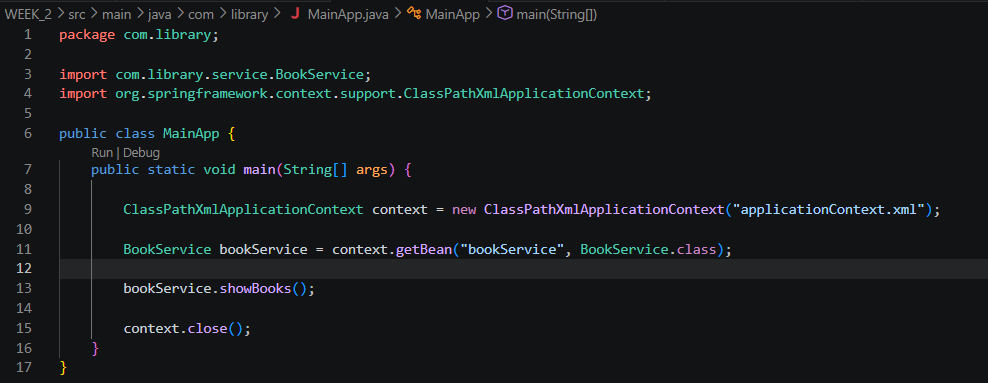 WEEK_2 > src > main > java > com > library > J MainApp.java > MainApp > main(String[])
1 package com.library;
2
3 import com.library.service.BookService;
4 import org.springframework.context.support.ClassPathXmlApplicationContext;
5
6 public class MainApp {
Run | Debug
7 public static void main(String[] args) {
8
9 ClassPathXmlApplicationContext context = new ClassPathXmlApplicationContext("applicationContext.xml");
10
11 BookService bookService = context.getBean("bookService", BookService.class);
12
13 bookService.showBooks();
14
15 context.close();
16 }
17 }